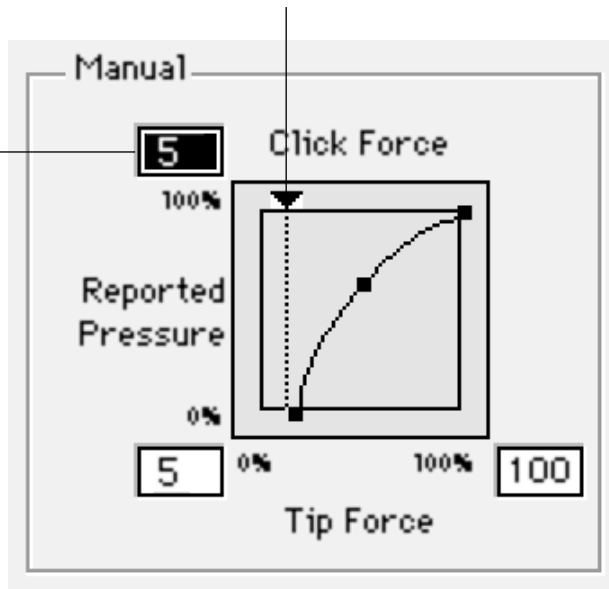 Manual
5
Click Force
100%
Reported
Pressure
0%
5
0%
100%
100
Tip Force